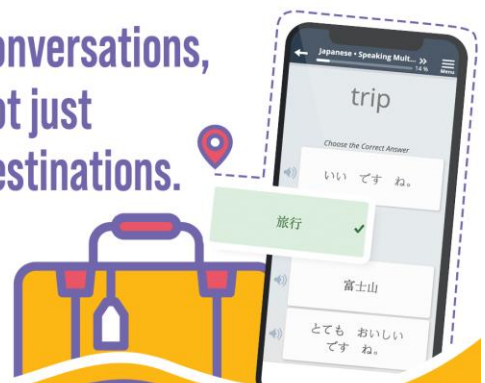 onversations,
ot just
estinations.
Japanese • Speaking Mult... »
14 %
Menu
trip
Choose the Correct Answer
いい です ね。
旅行
富士山
とても おいしい
です ね。